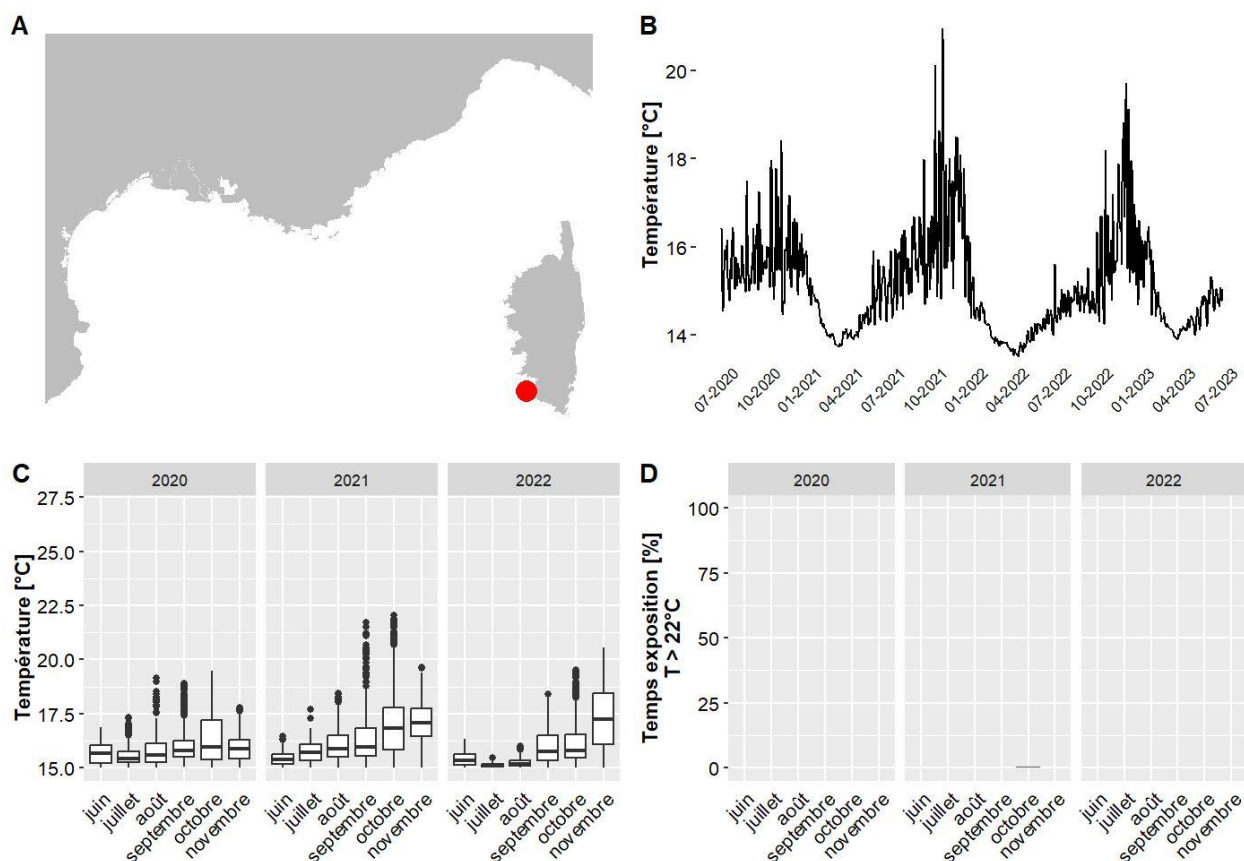 A
B
Température [°C]
20
18
16
14
07-2020
10-2020
01-2021
04-2021
07-2021
10-2021
01-2022
04-2022
07-2022
10-2022
01-2023
04-2023
07-2023
C
2020
2021
2022
Température [°C]
27.5
25.0
22.5
20.0
17.5
15.0
juin
juillet
août
septembre
octobre
novembre
juin
juillet
août
septembre
octobre
novembre
juin
juillet
août
septembre
octobre
novembre
D
2020
2021
2022
Temps exposition [%]
T > 22°C
100
75
50
25
0
juin
juillet
août
septembre
octobre
novembre
juin
juillet
août
septembre
octobre
novembre
juin
juillet
août
septembre
octobre
novembre